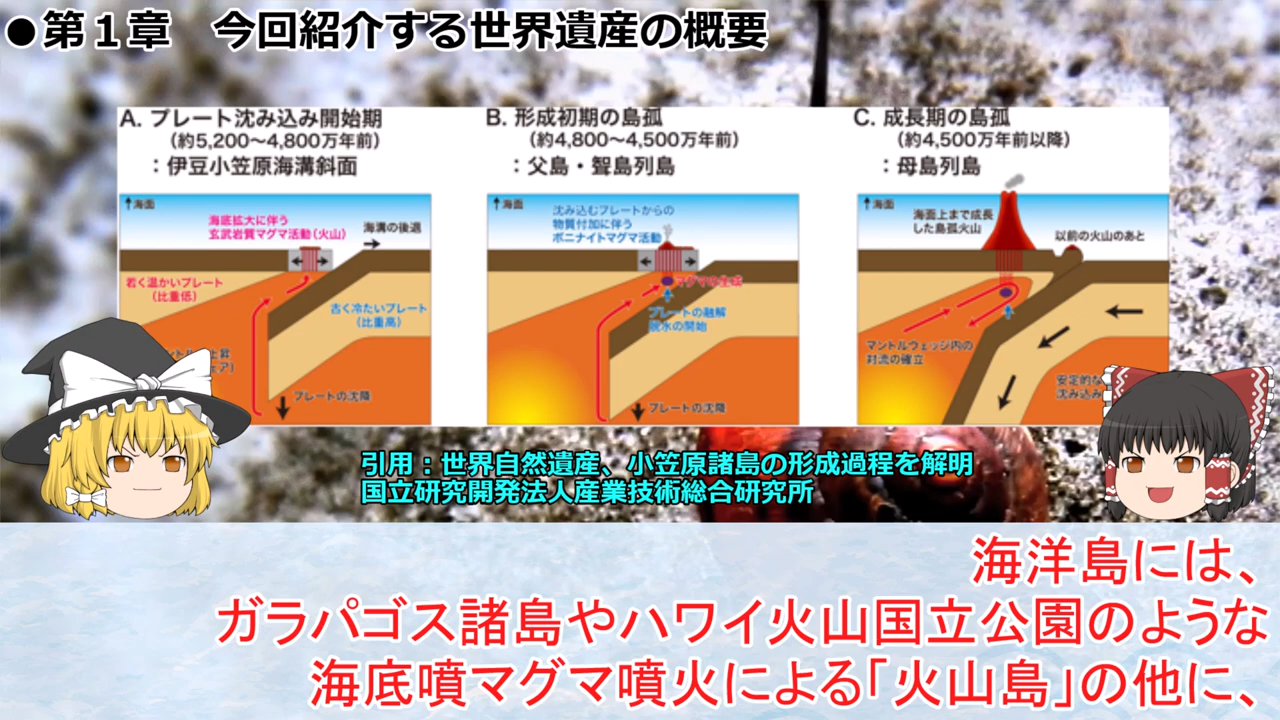 ●第１章　今回紹介する世界遺産の概要
A. プレート沈み込み開始期
（約5,200〜4,800万年前）
：伊豆小笠原海溝斜面
↑海面
海底拡大に伴う
玄武岩質マグマ活動（火山）
海溝の後退
若く温かいプレート
（比重低）
古く冷たいプレート
（比重高）
プレートの沈降
B. 形成初期の島孤
（約4,800〜4,500万年前）
：父島・聟島列島
↑海面
沈み込むプレートからの
物質付加に伴う
ボニナイトマグマ活動
マグマの生成
プレートの融解
脱水の開始
プレートの沈降
C. 成長期の島孤
（約4,500万年前以降）
：母島列島
↑海面
海面上まで成長
した島孤火山
以前の火山のあと
マントルウェッジ内の
対流の確立
安定的な
沈み込み
引用：世界自然遺産、小笠原諸島の形成過程を解明
国立研究開発法人産業技術総合研究所
海洋島には、
ガラパゴス諸島やハワイ火山国立公園のような
海底噴マグマ噴火による「火山島」の他に、